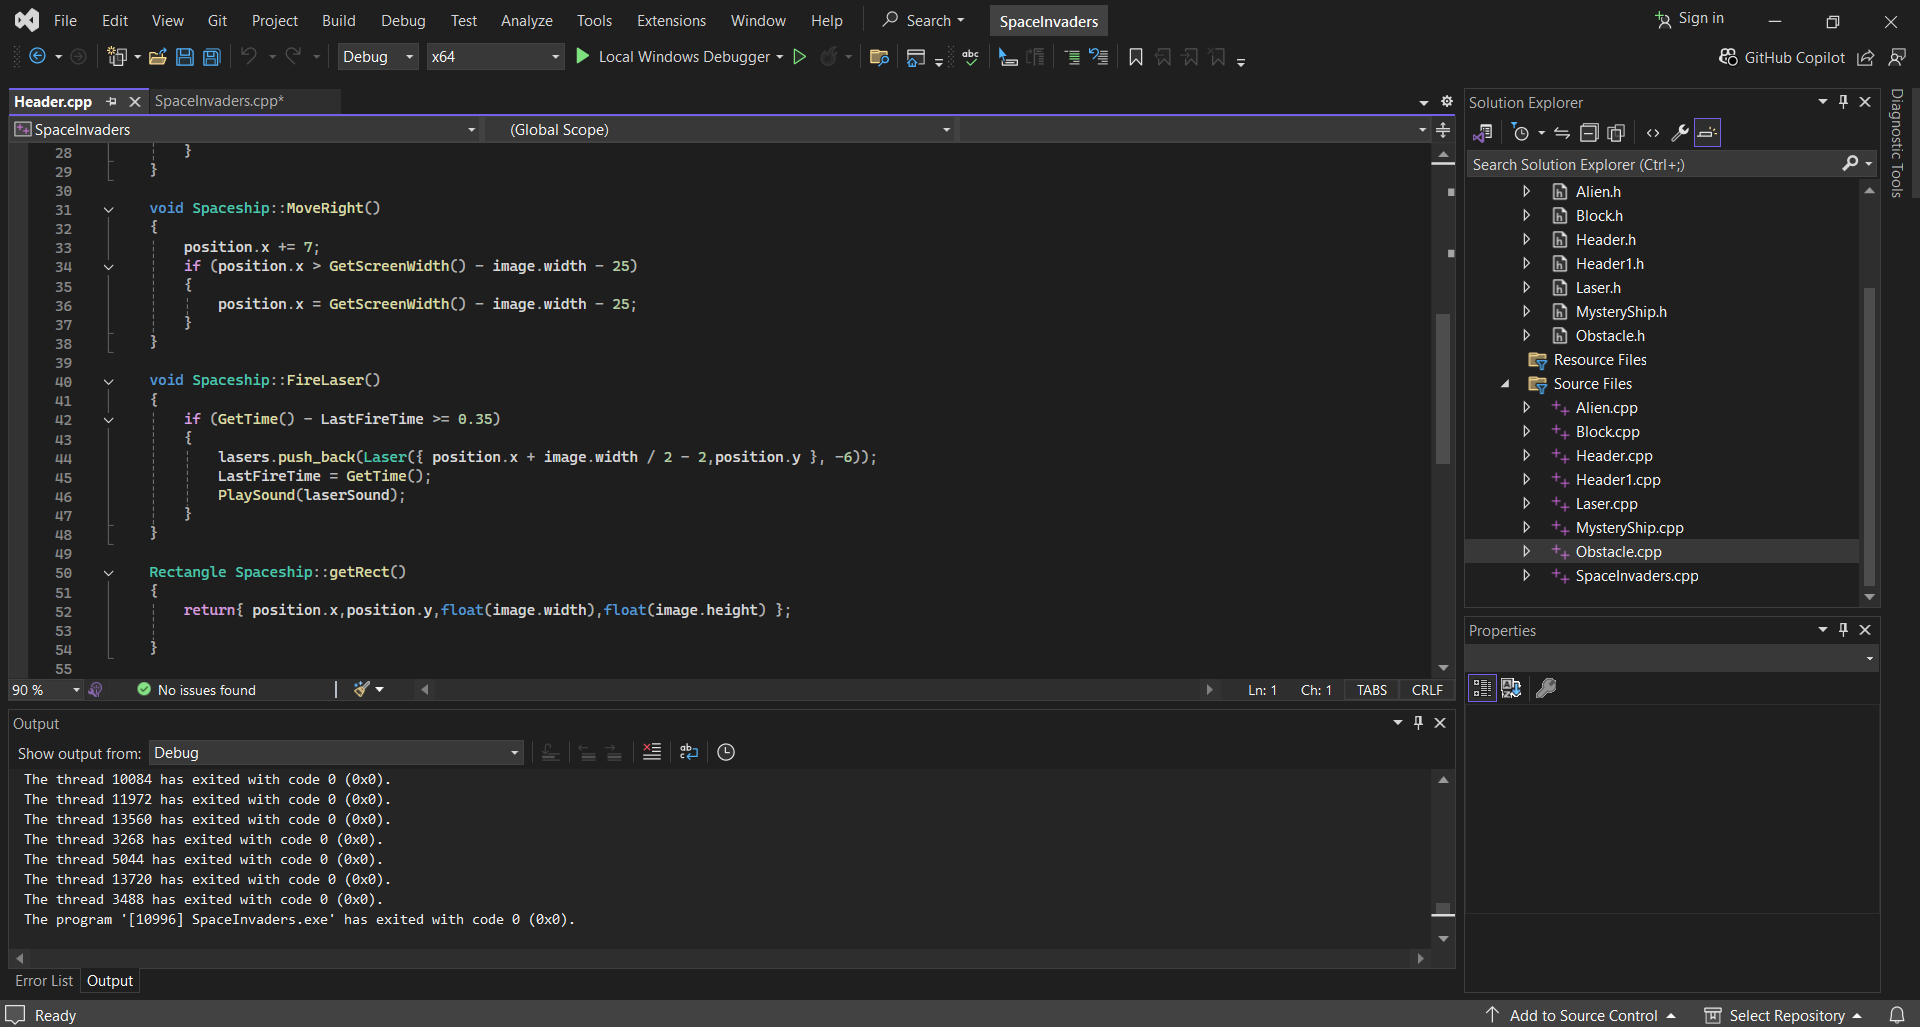 File Edit View Git Project Build Debug Test Analyze Tools Extensions Window Help Search SpaceInvaders Sign in
Debug x64 Local Windows Debugger GitHub Copilot
Header.cpp SpaceInvaders.cpp*
SpaceInvaders (Global Scope)
28 }
29 }
30
31 void Spaceship::MoveRight()
32 {
33 position.x += 7;
34 if (position.x > GetScreenWidth() - image.width - 25)
35 {
36 position.x = GetScreenWidth() - image.width - 25;
37 }
38 }
39
40 void Spaceship::FireLaser()
41 {
42 if (GetTime() - LastFireTime >= 0.35)
43 {
44 lasers.push_back(Laser({ position.x + image.width / 2 - 2,position.y }, -6));
45 LastFireTime = GetTime();
46 PlaySound(laserSound);
47 }
48 }
49
50 Rectangle Spaceship::getRect()
51 {
52 return{ position.x,position.y,float(image.width),float(image.height) };
53
54 }
55
90 % No issues found Ln: 1 Ch: 1 TABS CRLF
Output
Show output from: Debug
The thread 10084 has exited with code 0 (0x0).
The thread 11972 has exited with code 0 (0x0).
The thread 13560 has exited with code 0 (0x0).
The thread 3268 has exited with code 0 (0x0).
The thread 5044 has exited with code 0 (0x0).
The thread 13720 has exited with code 0 (0x0).
The thread 3488 has exited with code 0 (0x0).
The program '[10996] SpaceInvaders.exe' has exited with code 0 (0x0).
Error List Output
Solution Explorer
Search Solution Explorer (Ctrl+;)
Alien.h
Block.h
Header.h
Header1.h
Laser.h
MysteryShip.h
Obstacle.h
Resource Files
Source Files
Alien.cpp
Block.cpp
Header.cpp
Header1.cpp
Laser.cpp
MysteryShip.cpp
Obstacle.cpp
SpaceInvaders.cpp
Properties
Diagnostic Tools
Ready Add to Source Control Select Repository